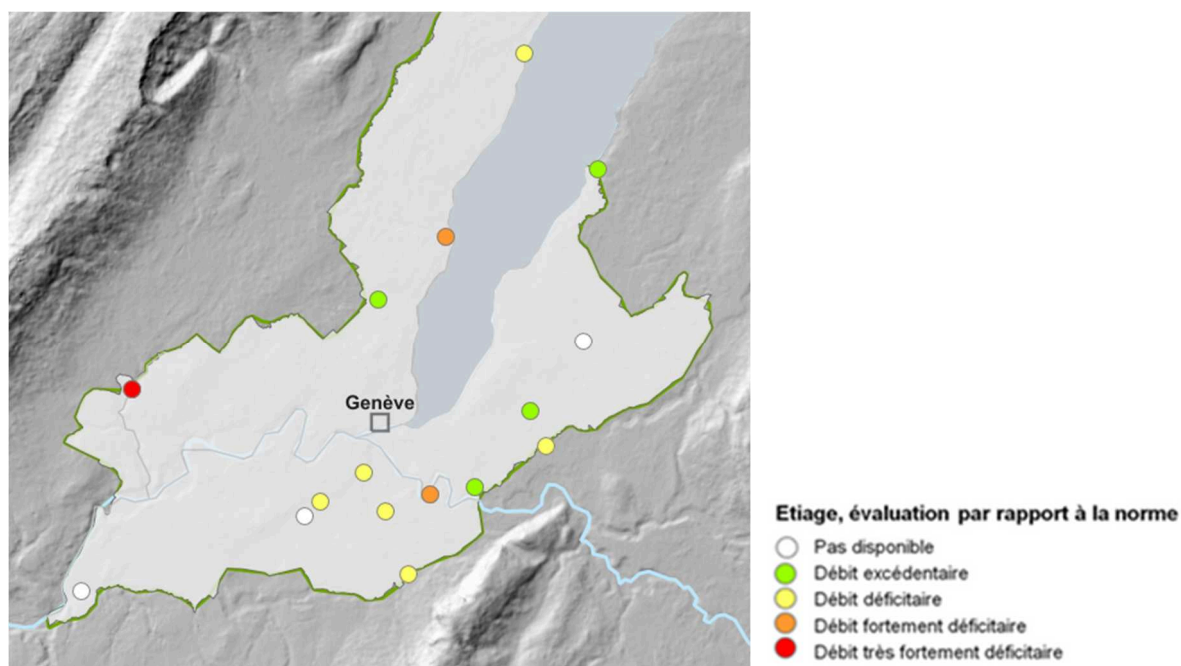 Genève
Etiage, évaluation par rapport à la norme
Pas disponible
Débit excédentaire
Débit déficitaire
Débit fortement déficitaire
Débit très fortement déficitaire